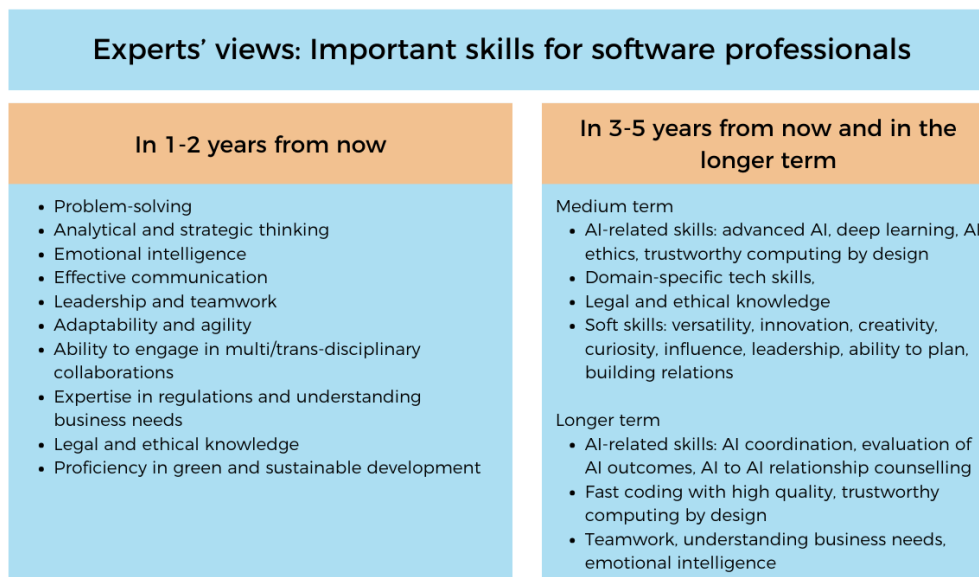 Experts' views: Important skills for software professionals
In 1-2 years from now
• Problem-solving
• Analytical and strategic thinking
• Emotional intelligence
• Effective communication
• Leadership and teamwork
• Adaptability and agility
• Ability to engage in multi/trans-disciplinary
collaborations
• Expertise in regulations and understanding
business needs
• Legal and ethical knowledge
• Proficiency in green and sustainable development
In 3-5 years from now and in the
longer term
Medium term
• AI-related skills: advanced AI, deep learning, AI
ethics, trustworthy computing by design
• Domain-specific tech skills,
• Legal and ethical knowledge
• Soft skills: versatility, innovation, creativity,
curiosity, influence, leadership, ability to plan,
building relations
Longer term
• AI-related skills: AI coordination, evaluation of
AI outcomes, AI to AI relationship counselling
• Fast coding with high quality, trustworthy
computing by design
• Teamwork, understanding business needs,
emotional intelligence